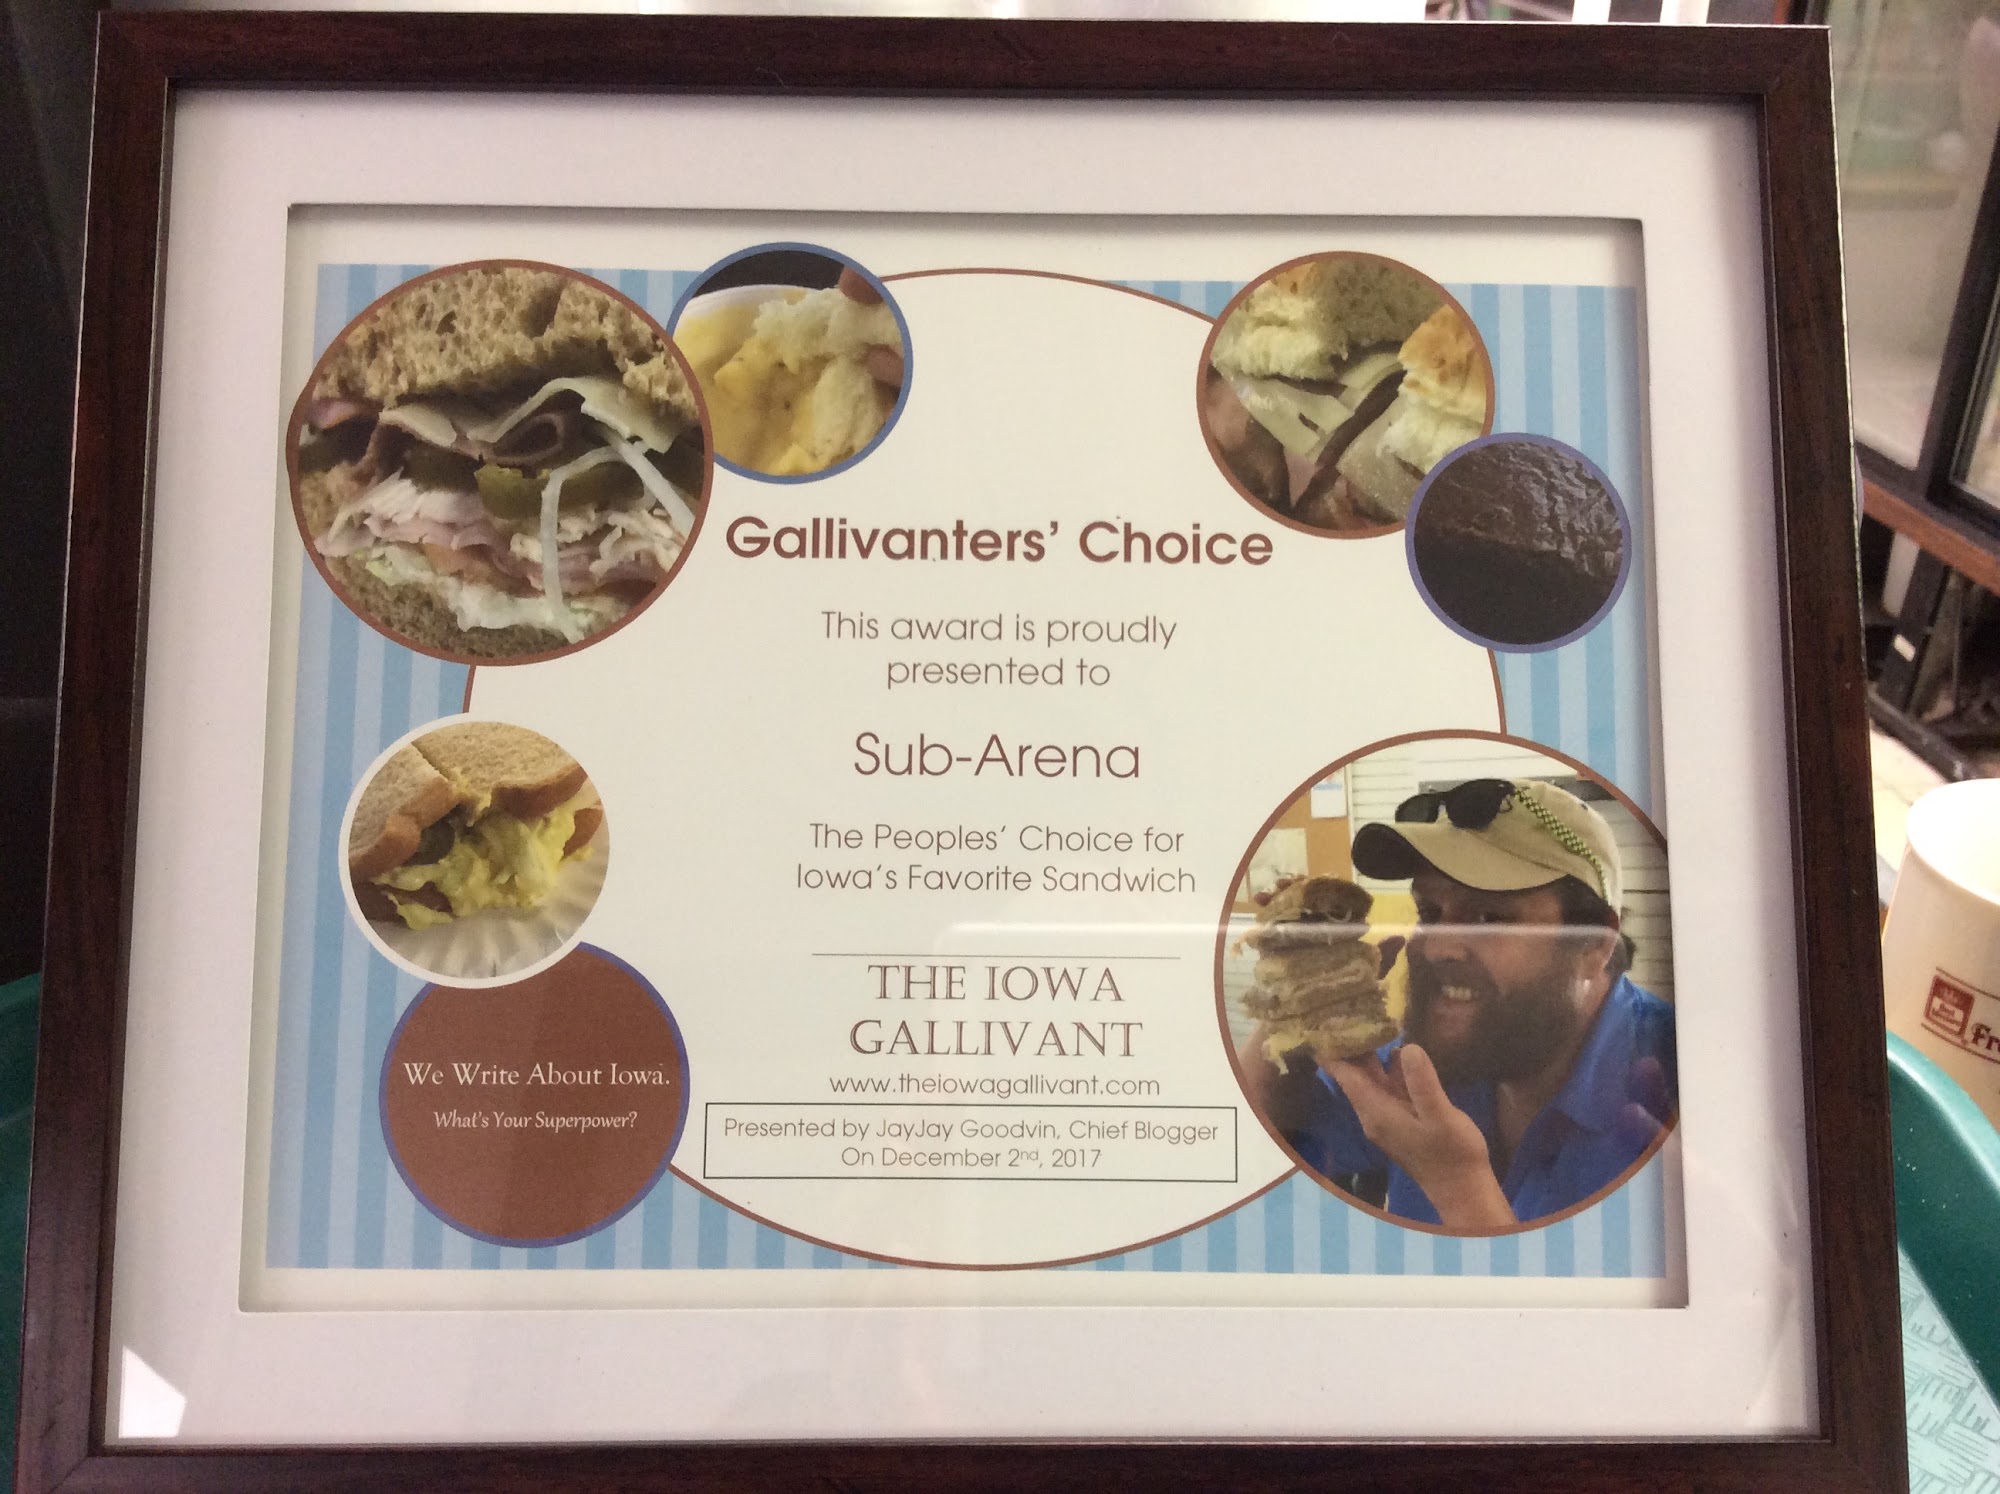 Gallivanters' Choice
This award is proudly
presented to
Sub-Arena
The Peoples' Choice for
Iowa's Favorite Sandwich
THE IOWA
GALLIVANT
www.theiowagallivant.com
Presented by JayJay Goodvin, Chief Blogger
On December 2nd, 2017
We Write About Iowa.
What's Your Superpower?